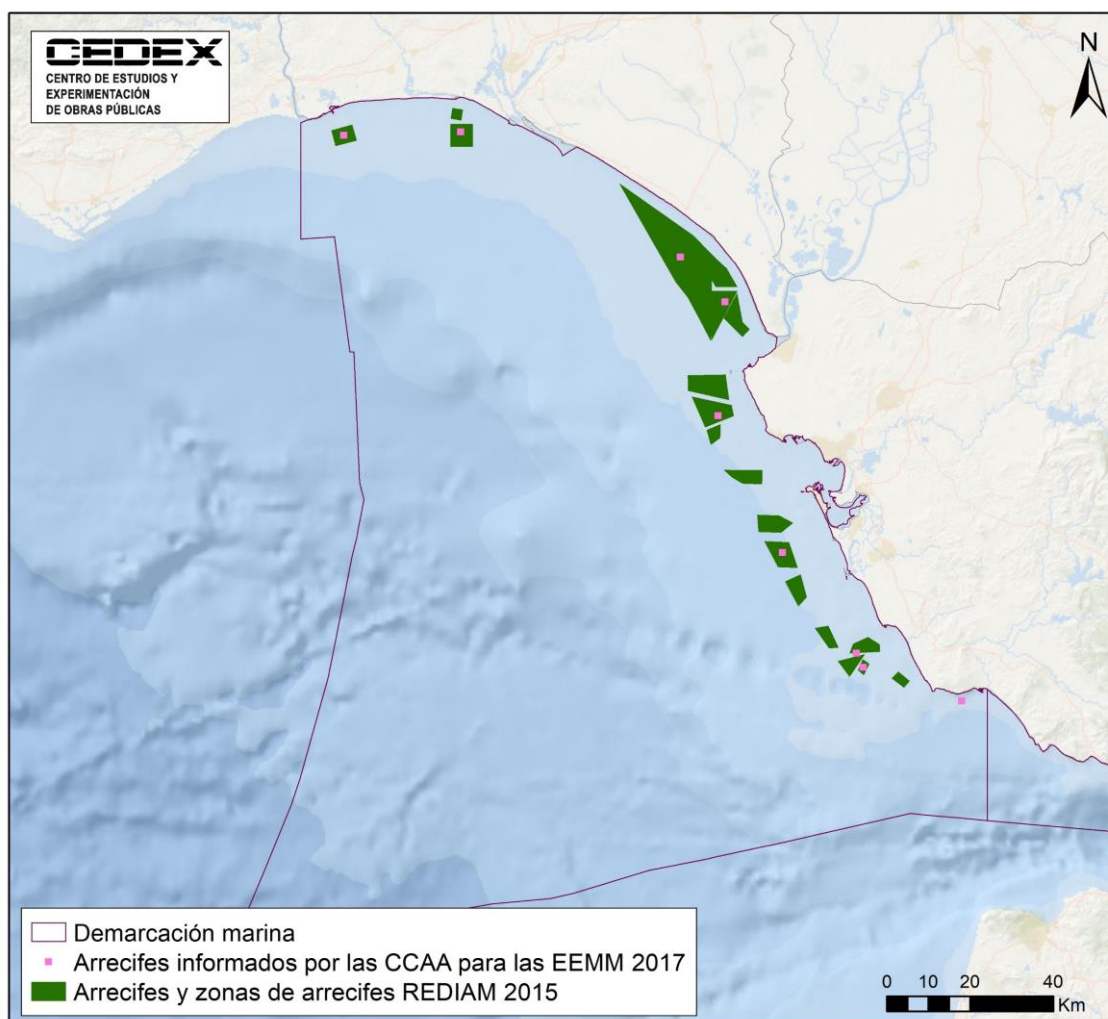 CEDEX
CENTRO DE ESTUDIOS Y
EXPERIMENTACIÓN
DE OBRAS PÚBLICAS
N
Demarcación marina
Arrecifes informados por las CCAA para las EEMM 2017
Arrecifes y zonas de arrecifes REDIAM 2015
0 10 20 40
Km